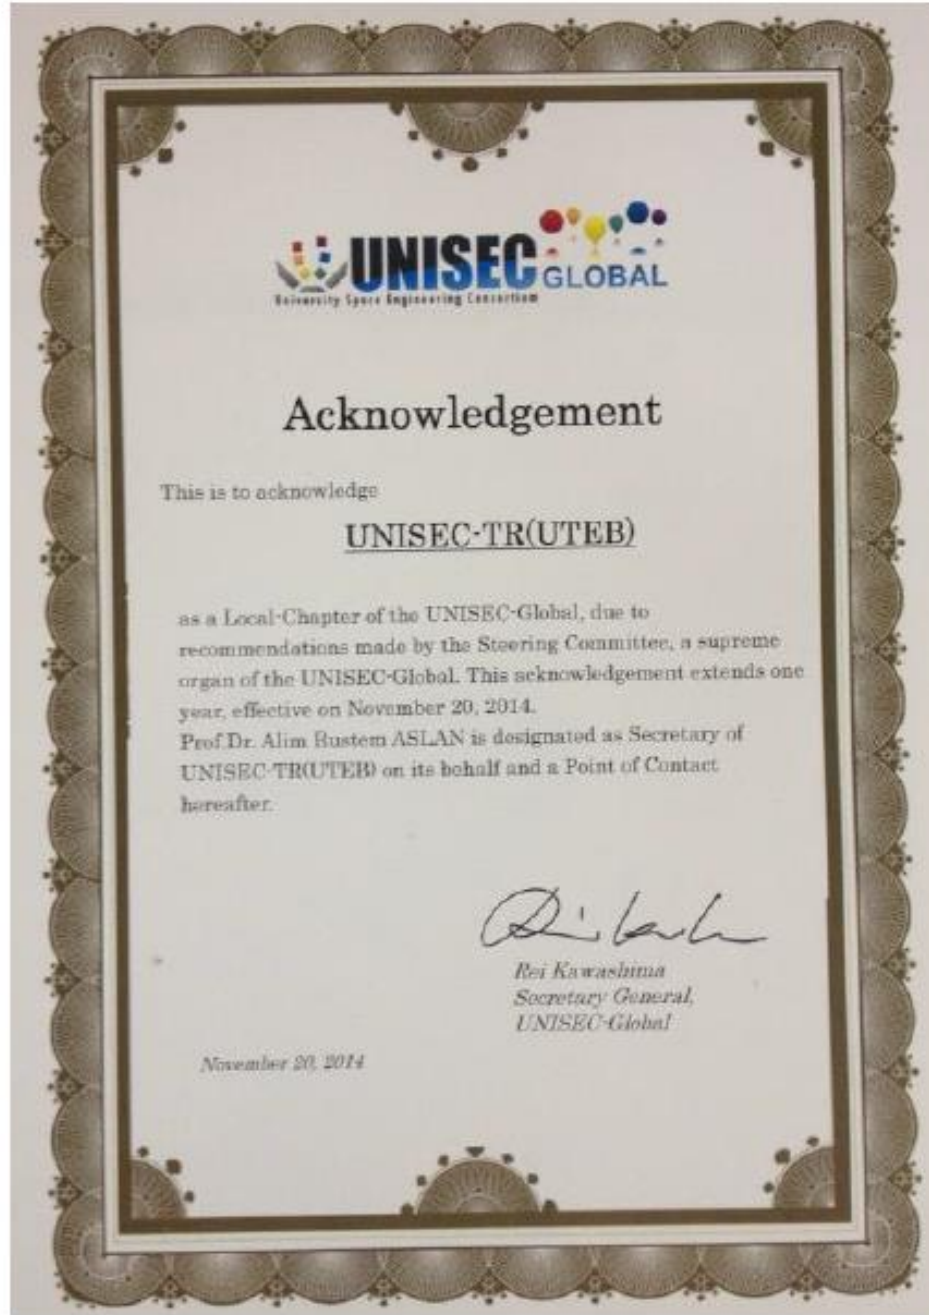 UNISEC
GLOBAL
University Space Engineering Consortium
Acknowledgement
This is to acknowledge
UNISEC-TR(UTEB)
as a Local-Chapter of the UNISEC-Global, due to
recommendations made by the Steering Committee, a supreme
organ of the UNISEC-Global. This acknowledgement extends one
year, effective on November 20, 2014.
Prof.Dr. Alim Rustem ASLAN is designated as Secretary of
UNISEC-TR(UTEB) on its behalf and a Point of Contact
hereafter.
Rei Kawashima
Secretary General,
UNISEC-Global
November 20, 2014